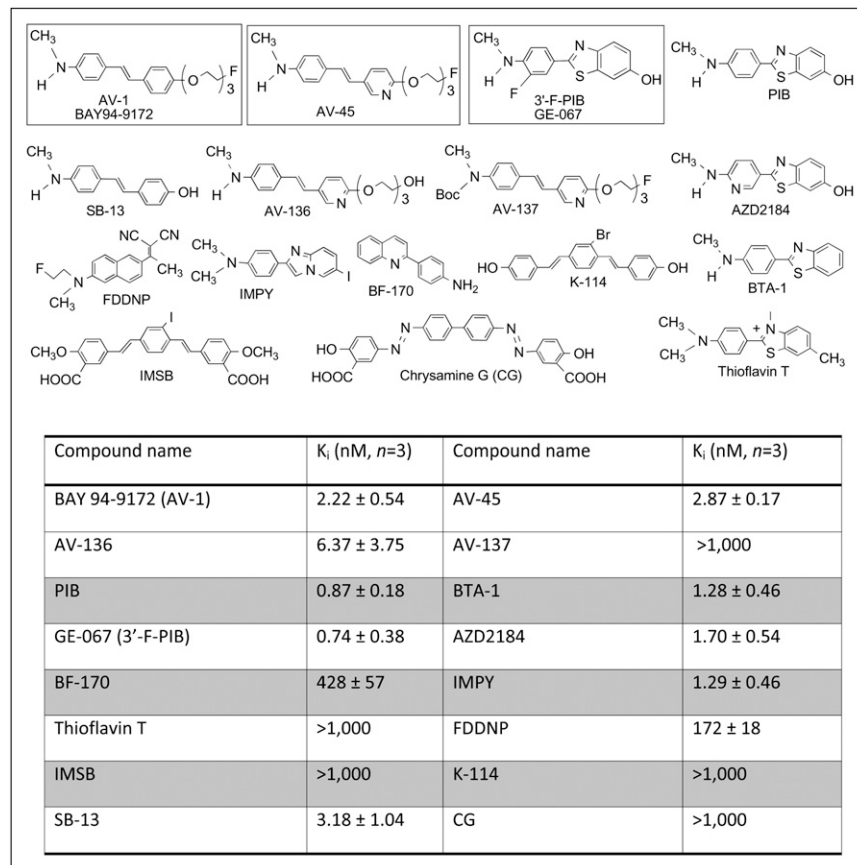 CH₃
N
H
O
F
3
AV-1
BAY94-9172
CH₃
N
H
N
O
F
3
AV-45
CH₃
N
H
F
N
S
OH
3'-F-PIB
GE-067
CH₃
N
H
N
S
OH
PIB
CH₃
N
H
OH
SB-13
CH₃
N
H
N
O
OH
3
AV-136
CH₃
N
Boc
N
O
F
3
AV-137
CH₃
N
H
N
N
S
OH
AZD2184
NC
CN
F
N
CH₃
CH₃
FDDNP
CH₃
N
CH₃
N
N
I
IMPY
N
NH₂
BF-170
Br
HO
OH
K-114
CH₃
N
H
N
S
BTA-1
I
CH₃O
OCH₃
HOOC
COOH
IMSB
HO
N
N
N
N
OH
HOOC
COOH
Chrysamine G (CG)
CH₃
N
CH₃
+
N
S
CH₃
Thioflavin T
Compound name Kᵢ (nM, n=3) Compound name Kᵢ (nM, n=3)
BAY 94-9172 (AV-1) 2.22 ± 0.54 AV-45 2.87 ± 0.17
AV-136 6.37 ± 3.75 AV-137 >1,000
PIB 0.87 ± 0.18 BTA-1 1.28 ± 0.46
GE-067 (3’-F-PIB) 0.74 ± 0.38 AZD2184 1.70 ± 0.54
BF-170 428 ± 57 IMPY 1.29 ± 0.46
Thioflavin T >1,000 FDDNP 172 ± 18
IMSB >1,000 K-114 >1,000
SB-13 3.18 ± 1.04 CG >1,000